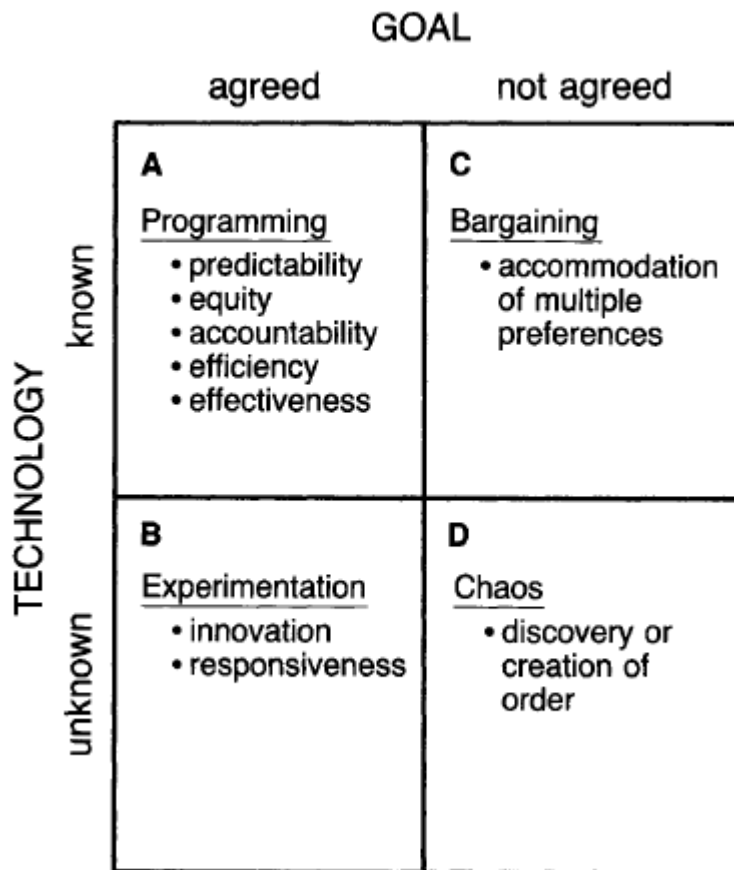 GOAL
agreed
not agreed
TECHNOLOGY
known
unknown
A
Programming
• predictability
• equity
• accountability
• efficiency
• effectiveness
C
Bargaining
• accommodation
of multiple
preferences
B
Experimentation
• innovation
• responsiveness
D
Chaos
• discovery or
creation of
order